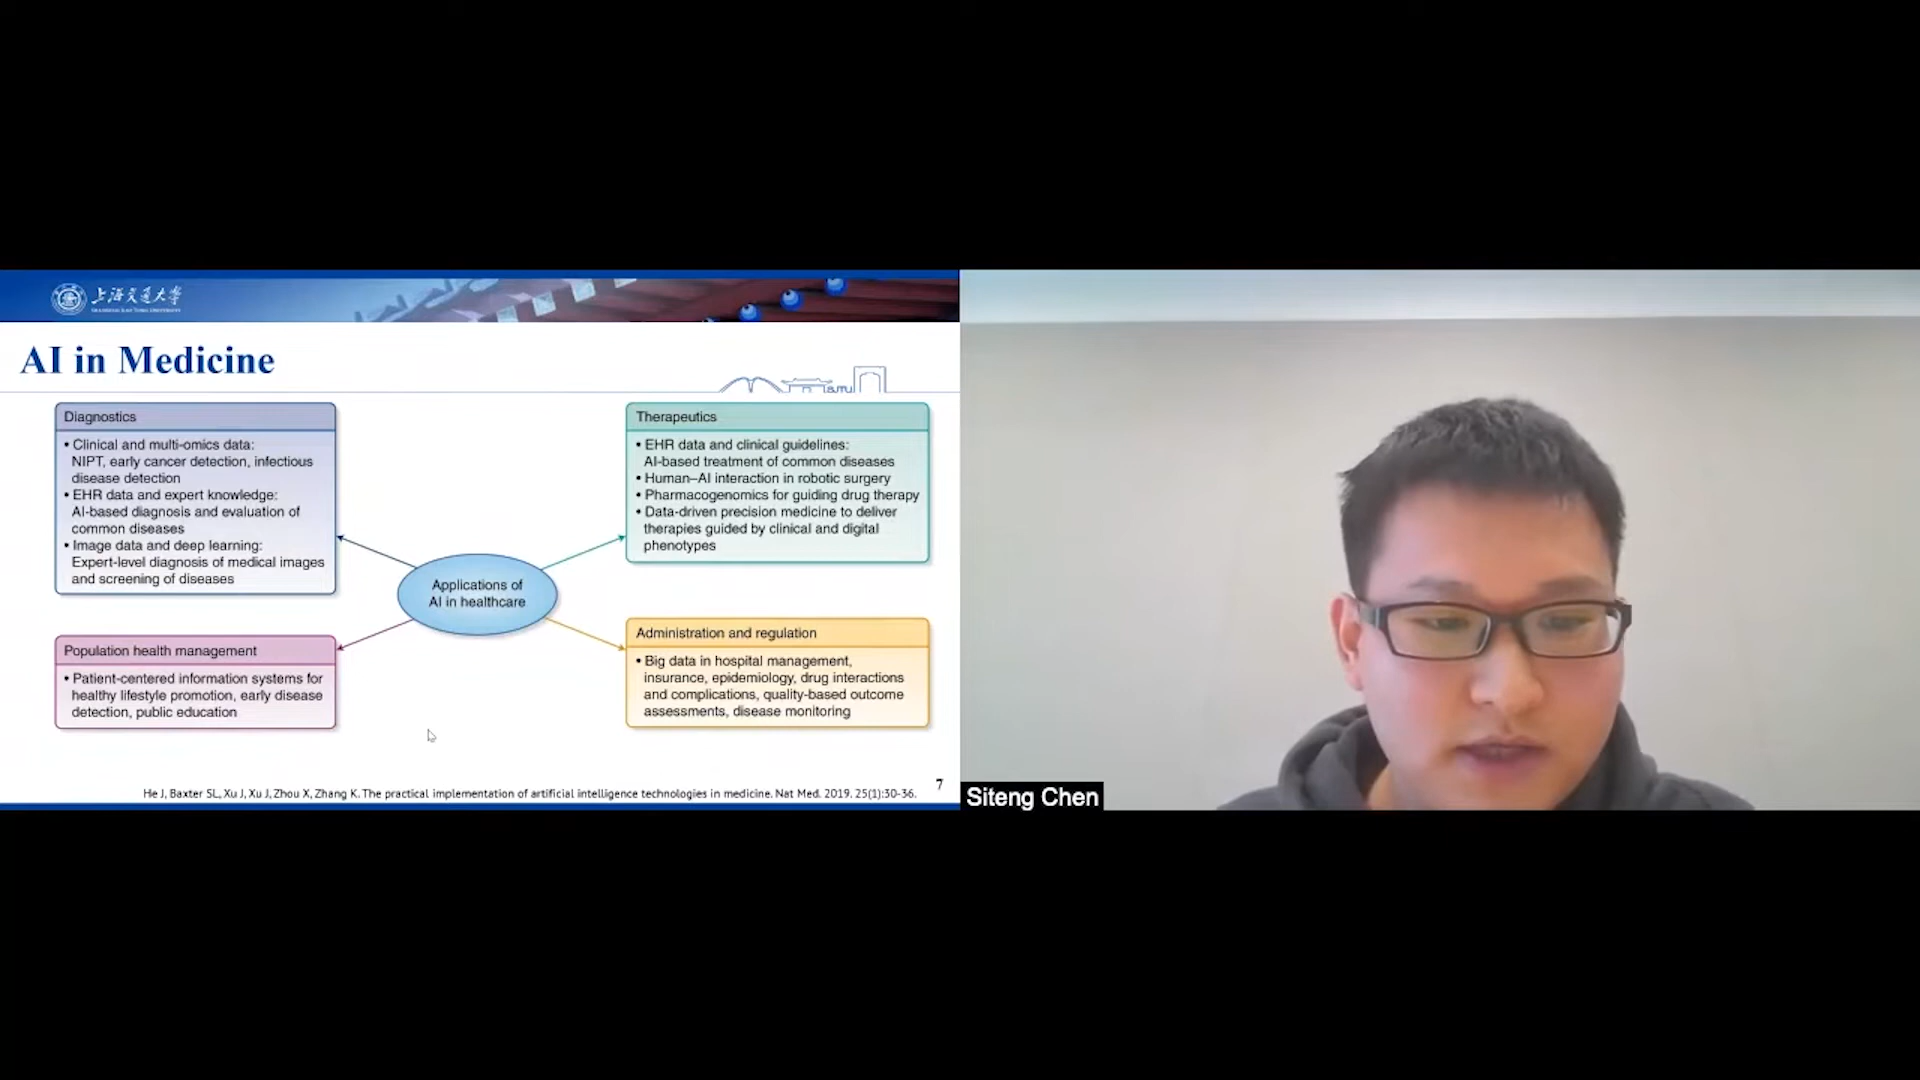 上海交通大学
SHANGHAI JIAO TONG UNIVERSITY
AI in Medicine
Diagnostics
• Clinical and multi-omics data:
NIPT, early cancer detection, infectious
disease detection
• EHR data and expert knowledge:
AI-based diagnosis and evaluation of
common diseases
• Image data and deep learning:
Expert-level diagnosis of medical images
and screening of diseases
Therapeutics
• EHR data and clinical guidelines:
AI-based treatment of common diseases
• Human–AI interaction in robotic surgery
• Pharmacogenomics for guiding drug therapy
• Data-driven precision medicine to deliver
therapies guided by clinical and digital
phenotypes
Applications of
AI in healthcare
Population health management
• Patient-centered information systems for
healthy lifestyle promotion, early disease
detection, public education
Administration and regulation
• Big data in hospital management,
insurance, epidemiology, drug interactions
and complications, quality-based outcome
assessments, disease monitoring
He J, Baxter SL, Xu J, Xu J, Zhou X, Zhang K. The practical implementation of artificial intelligence technologies in medicine. Nat Med. 2019. 25(1):30-36.
7
Siteng Chen